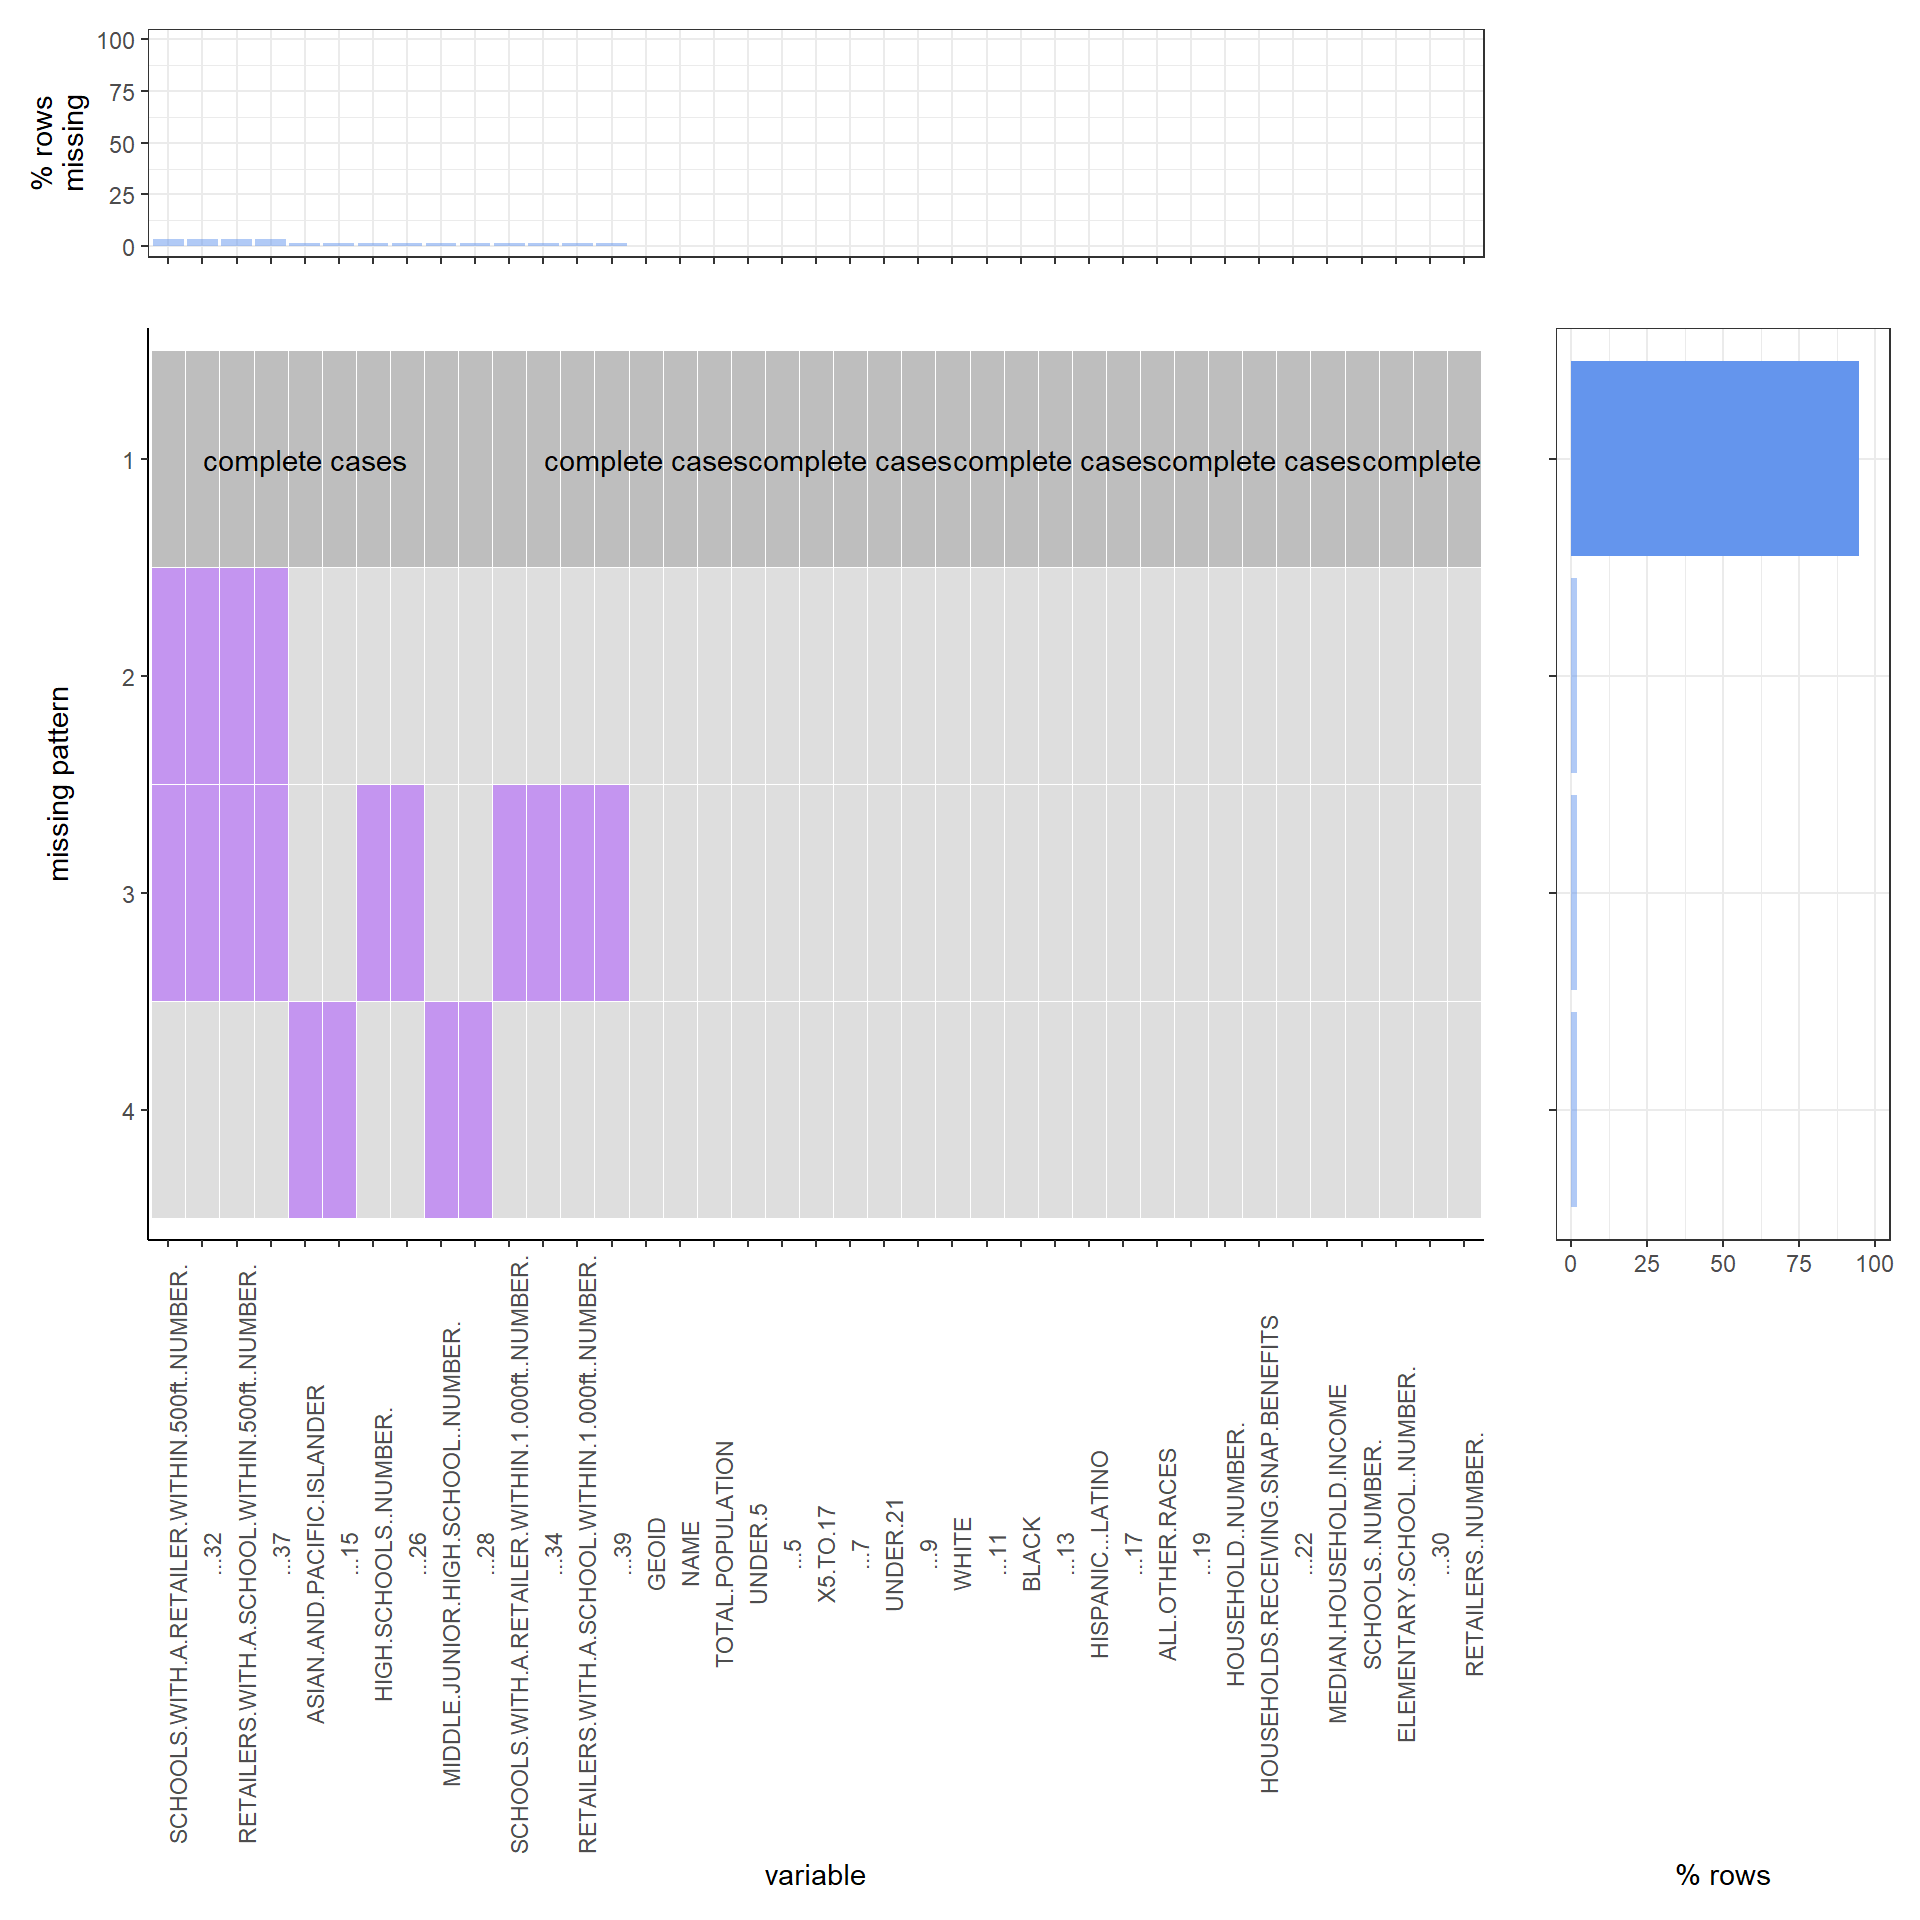 % rows
missing
100
75
50
25
0
missing pattern
1
2
3
4
complete cases
complete casescomplete casescomplete casescomplete casescomplete
SCHOOLS.WITH.A.RETAILER.WITHIN.500ft..NUMBER.
...32
RETAILERS.WITH.A.SCHOOL.WITHIN.500ft..NUMBER.
...37
ASIAN.AND.PACIFIC.ISLANDER
...15
HIGH.SCHOOLS..NUMBER.
...26
MIDDLE.JUNIOR.HIGH.SCHOOL..NUMBER.
...28
SCHOOLS.WITH.A.RETAILER.WITHIN.1.000ft..NUMBER.
...34
RETAILERS.WITH.A.SCHOOL.WITHIN.1.000ft..NUMBER.
...39
GEOID
NAME
TOTAL.POPULATION
UNDER.5
...5
X5.TO.17
...7
UNDER.21
...9
WHITE
...11
BLACK
...13
HISPANIC...LATINO
...17
ALL.OTHER.RACES
...19
HOUSEHOLD..NUMBER.
HOUSEHOLDS.RECEIVING.SNAP.BENEFITS
...22
MEDIAN.HOUSEHOLD.INCOME
SCHOOLS..NUMBER.
ELEMENTARY.SCHOOL..NUMBER.
...30
RETAILERS..NUMBER.
variable
0
25
50
75
100
% rows